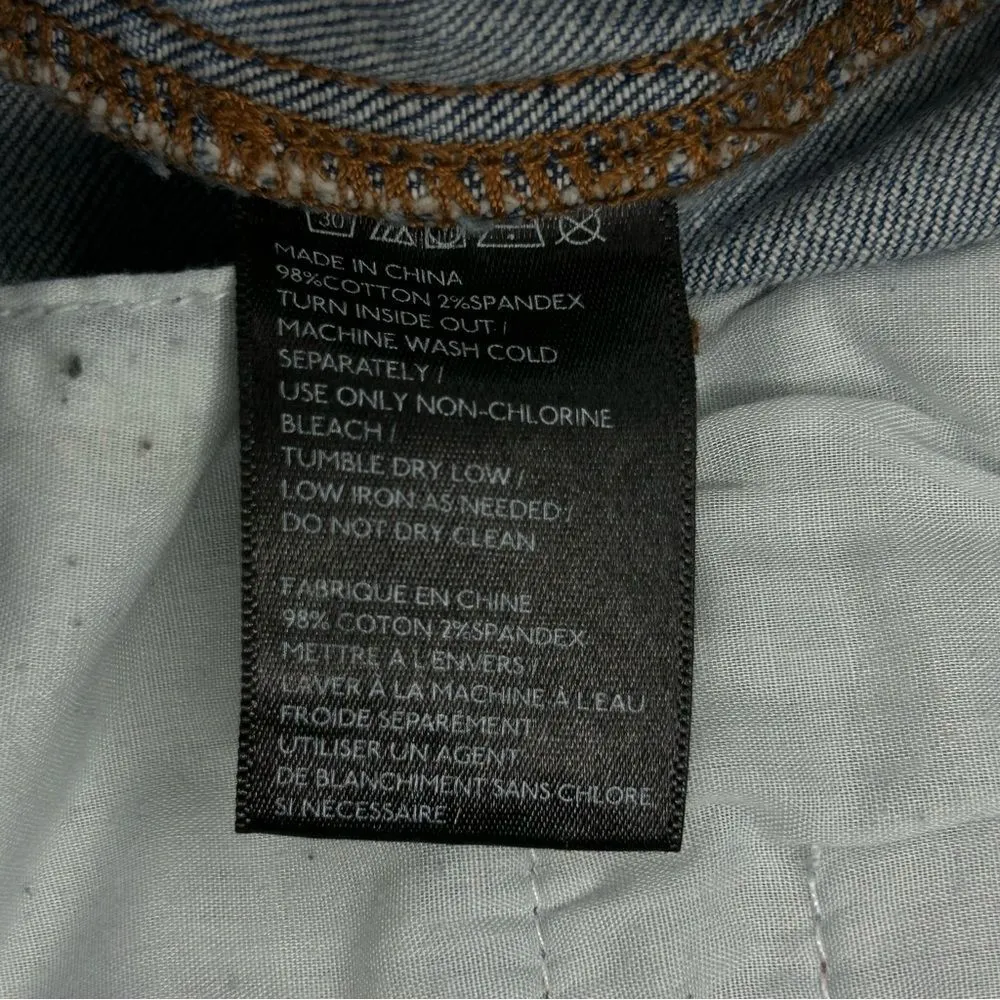 30
MADE IN CHINA
98%COTTON 2%SPANDEX
TURN INSIDE OUT /
MACHINE WASH COLD
SEPARATELY /
USE ONLY NON-CHLORINE
BLEACH /
TUMBLE DRY LOW /
LOW IRON AS NEEDED /
DO NOT DRY CLEAN
FABRIQUE EN CHINE
98% COTON 2%SPANDEX
METTRE A L'ENVERS /
LAVER À LA MACHINE À L'EAU
FROIDE SÉPARÉMENT
UTILISER UN AGENT
DE BLANCHIMENT SANS CHLORE,
SI NÉCESSAIRE /